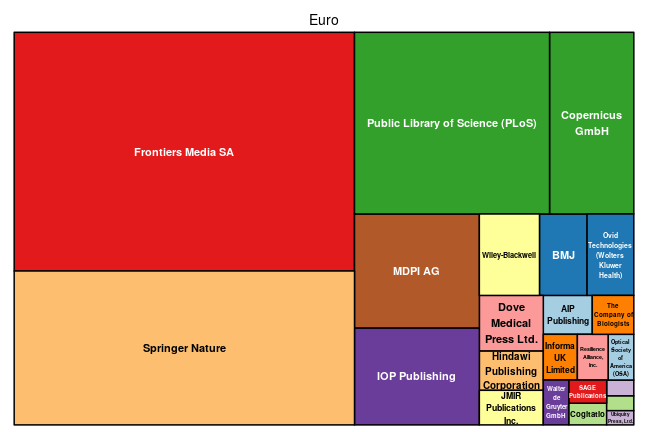 Euro
Frontiers Media SA
Springer Nature
Public Library of Science (PLoS)
Copernicus
GmbH
MDPI AG
IOP Publishing
Wiley-Blackwell
BMJ
Ovid
Technologies
(Wolters
Kluwer
Health)
Dove
Medical
Press Ltd.
Hindawi
Publishing
Corporation
JMIR
Publications
Inc.
AIP
Publishing
The
Company of
Biologists
Informa
UK
Limited
Resilience
Alliance,
Inc.
Optical
Society
of
America
(OSA)
Walter
de
Gruyter
GmbH
SAGE
Publications
Cogitatio
Ubiquity
Press, Ltd.